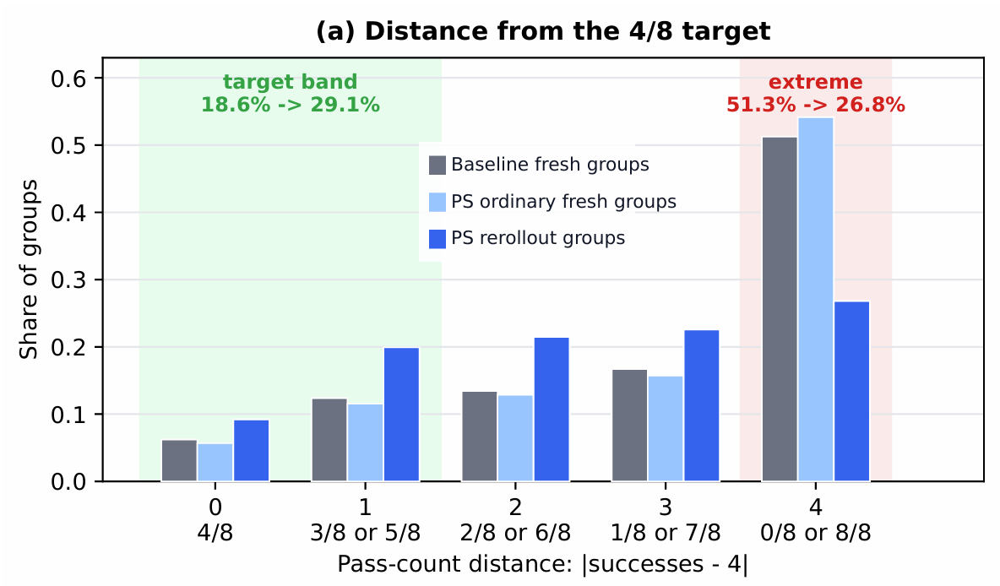 (a) Distance from the 4/8 target
target band
18.6% -> 29.1%
extreme
51.3% -> 26.8%
Baseline fresh groups
PS ordinary fresh groups
PS rerollout groups
Share of groups
0.6
0.5
0.4
0.3
0.2
0.1
0.0
0 1 2 3 4
4/8 3/8 or 5/8 2/8 or 6/8 1/8 or 7/8 0/8 or 8/8
Pass-count distance: |successes - 4|